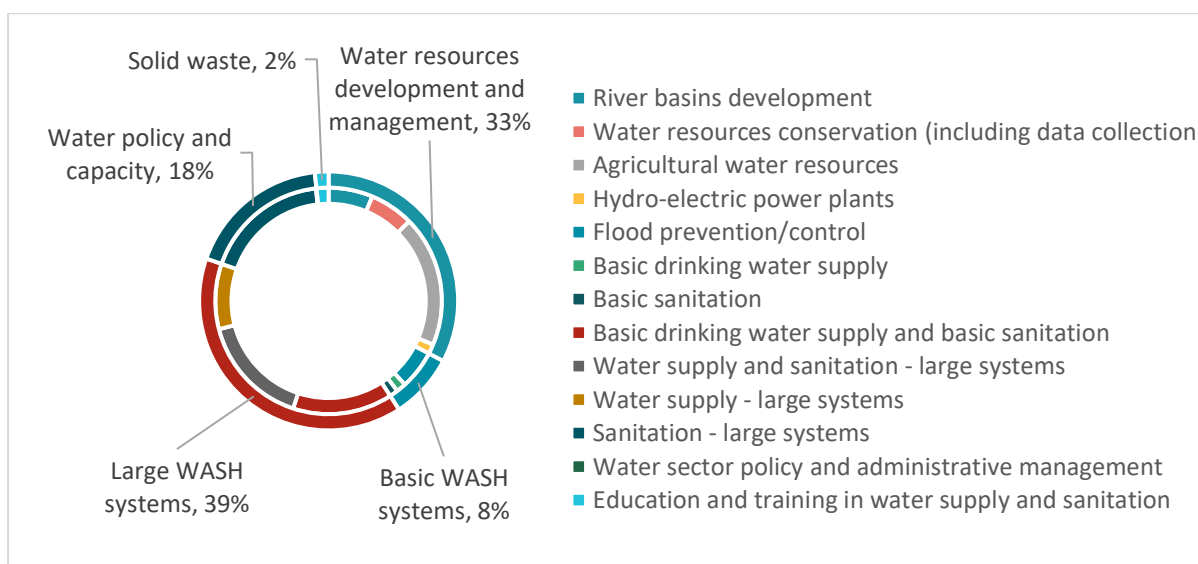 Solid waste, 2%
Water resources
development and
management, 33%
Water policy and
capacity, 18%
Large WASH
systems, 39%
Basic WASH
systems, 8%
River basins development
Water resources conservation (including data collection
Agricultural water resources
Hydro-electric power plants
Flood prevention/control
Basic drinking water supply
Basic sanitation
Basic drinking water supply and basic sanitation
Water supply and sanitation - large systems
Water supply - large systems
Sanitation - large systems
Water sector policy and administrative management
Education and training in water supply and sanitation